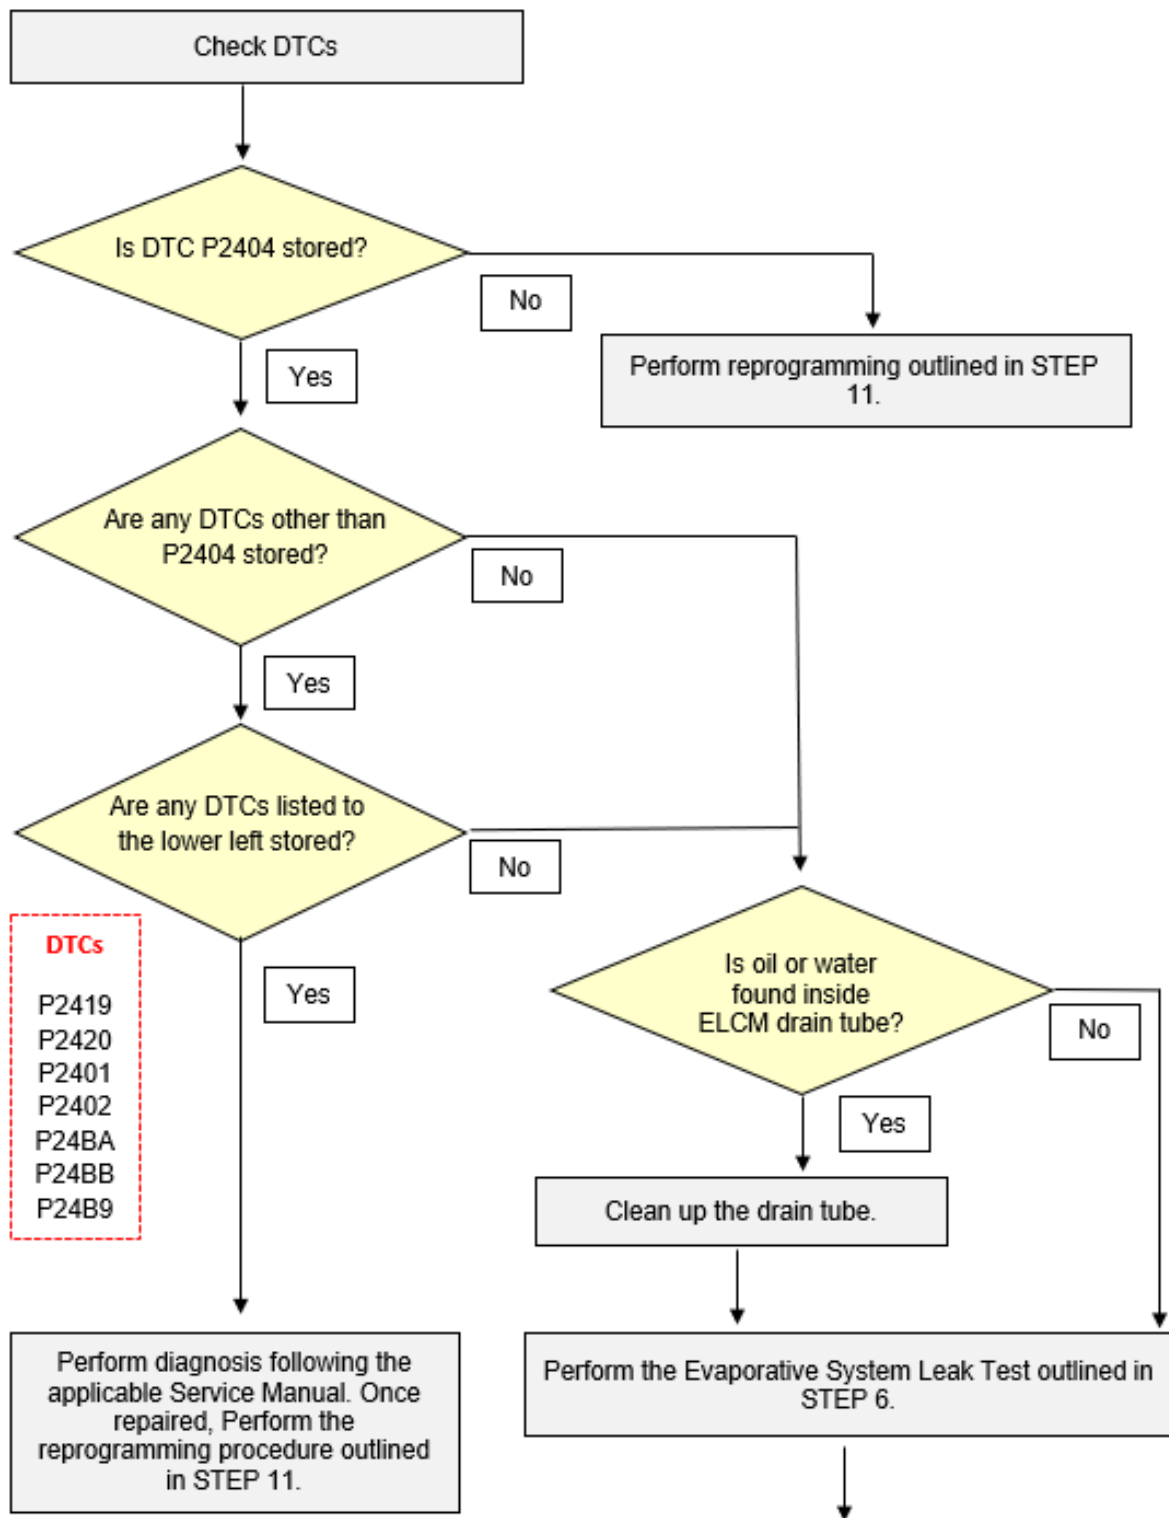 Check DTCs
Is DTC P2404 stored?
No
Perform reprogramming outlined in STEP
11.
Yes
Are any DTCs other than
P2404 stored?
No
Yes
Are any DTCs listed to
the lower left stored?
No
DTCs
P2419
P2420
P2401
P2402
P24BA
P24BB
P24B9
Yes
Is oil or water
found inside
ELCM drain tube?
No
Yes
Clean up the drain tube.
Perform diagnosis following the
applicable Service Manual. Once
repaired, Perform the
reprogramming procedure outlined
in STEP 11.
Perform the Evaporative System Leak Test outlined in
STEP 6.